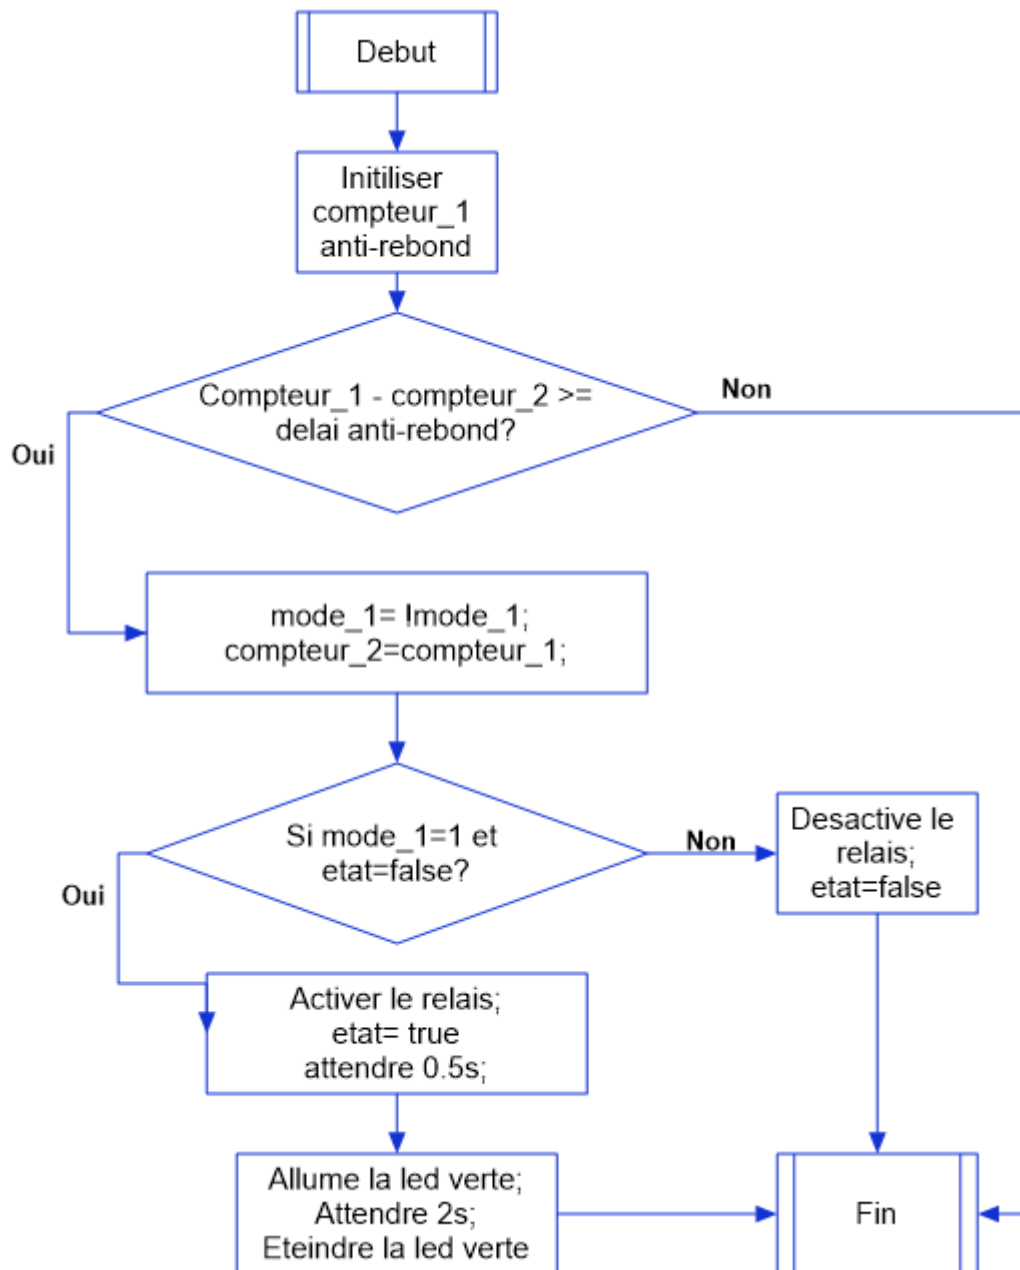 Debut
Initiliser
compteur_1
anti-rebond
Compteur_1 - compteur_2 >=
delai anti-rebond?
Non
Oui
mode_1= !mode_1;
compteur_2=compteur_1;
Si mode_1=1 et
etat=false?
Non
Desactive le
relais;
etat=false
Oui
Activer le relais;
etat= true
attendre 0.5s;
Allume la led verte;
Attendre 2s;
Eteindre la led verte
Fin